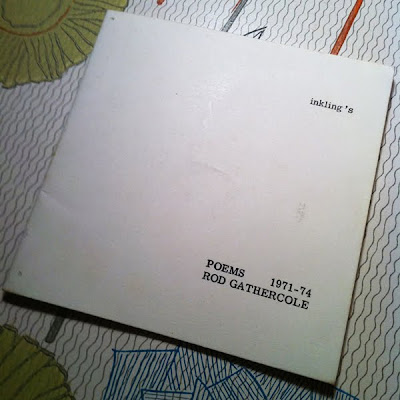 inkling's
POEMS 1971-74
ROD GATHERCOLE